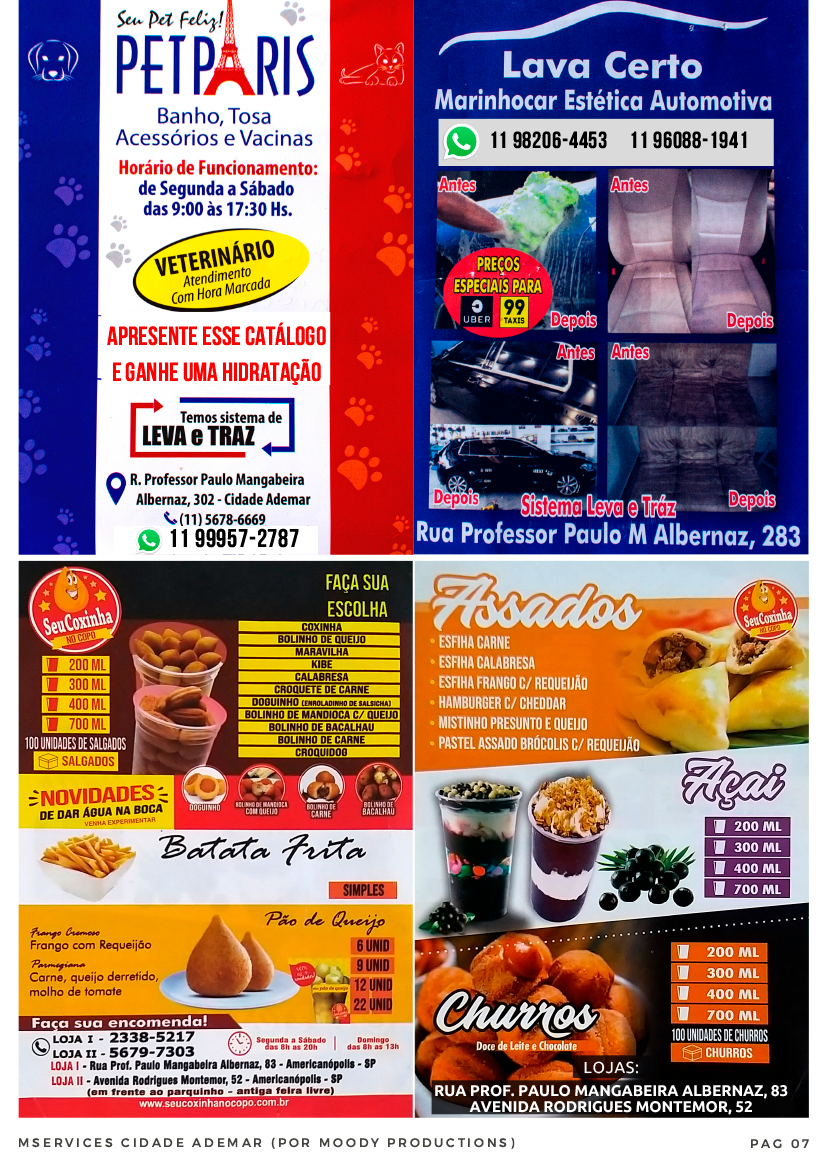 Seu Pet Feliz!
PETPARIS
Banho, Tosa
Acessórios e Vacinas
Horário de Funcionamento:
de Segunda a Sábado
das 9:00 às 17:30 Hs.
VETERINÁRIO
Atendimento
Com Hora Marcada
APRESENTE ESSE CATÁLOGO
E GANHE UMA HIDRATAÇÃO
Temos sistema de
LEVA e TRAZ
R. Professor Paulo Mangabeira
Albernaz, 302 - Cidade Ademar
(11) 5678-6669
11 99957-2787
Lava Certo
Marinhocar Estética Automotiva
11 98206-4453 11 96088-1941
Antes
Antes
PREÇOS
ESPECIAIS PARA
UBER
99
TAXIS
Depois
Depois
Antes
Antes
Depois
Depois
Sistema Leva e Tráz
Rua Professor Paulo M Albernaz, 283
SeuCoxinha
NO COPO
FAÇA SUA
ESCOLHA
200 ML
300 ML
400 ML
700 ML
100 UNIDADES DE SALGADOS
SALGADOS
COXINHA
BOLINHO DE QUEIJO
MARAVILHA
KIBE
CALABRESA
CROQUETE DE CARNE
DOGUINHO (ENROLADINHO DE SALSICHA)
BOLINHO DE MANDIOCA C/ QUEIJO
BOLINHO DE BACALHAU
BOLINHO DE CARNE
CROQUIDOG
NOVIDADES
DE DAR ÁGUA NA BOCA
VENHA EXPERIMENTAR
DOGUINHO
BOLINHO DE MANDIOCA
COM QUEIJO
BOLINHO DE
CARNE
BOLINHO DE
BACALHAU
Batata Frita
SIMPLES
Pão de Queijo
Frango Cremoso
Frango com Requeijão
Parmegiana
Carne, queijo derretido,
molho de tomate
6 UNID
9 UNID
12 UNID
22 UNID
Faça sua encomenda!
LOJA I - 2338-5217
LOJA II - 5679-7303
Segunda a Sábado
das 8h as 20h
Domingo
das 8h as 13h
LOJA I - Rua Prof. Paulo Mangabeira Albernaz, 83 - Americanópolis - SP
LOJA II - Avenida Rodrigues Montemor, 52 - Americanópolis - SP
(em frente ao parquinho - antiga feira livre)
www.seucoxinhanocopo.com.br
Assados
SeuCoxinha
NO COPO
• ESFIHA CARNE
• ESFIHA CALABRESA
• ESFIHA FRANGO C/ REQUEIJÃO
• HAMBURGER C/ CHEDDAR
• MISTINHO PRESUNTO E QUEIJO
• PASTEL ASSADO BRÓCOLIS C/ REQUEIJÃO
Açai
200 ML
300 ML
400 ML
700 ML
Churros
Doce de Leite e Chocolate
200 ML
300 ML
400 ML
700 ML
100 UNIDADES DE CHURROS
CHURROS
LOJAS:
RUA PROF. PAULO MANGABEIRA ALBERNAZ, 83
AVENIDA RODRIGUES MONTEMOR, 52
MSERVICES CIDADE ADEMAR (POR MOODY PRODUCTIONS)
PAG 07